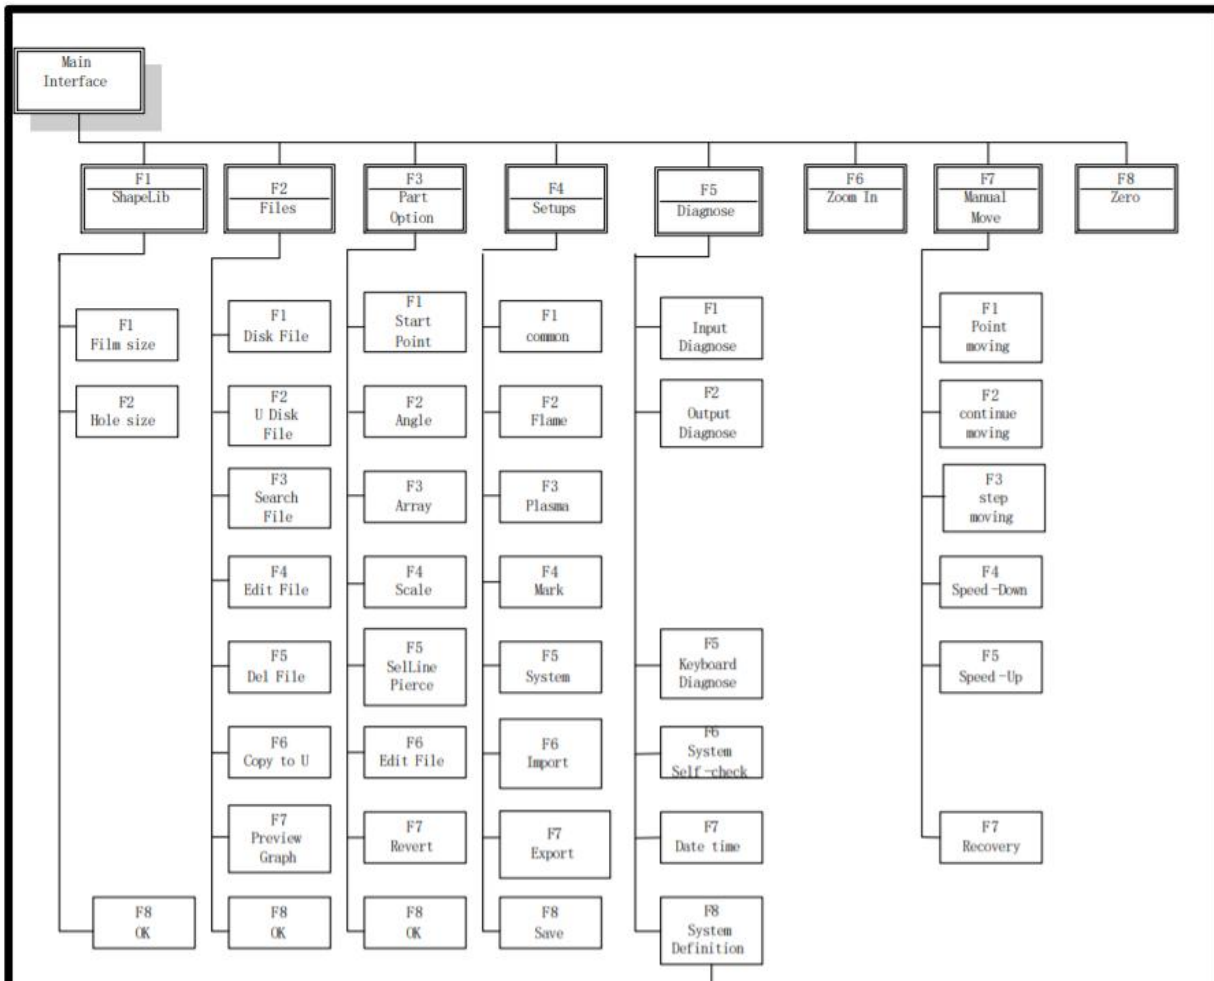 Main
Interface
F1
ShapeLib
F2
Files
F3
Part
Option
F4
Setups
F5
Diagnose
F6
Zoom In
F7
Manual
Move
F8
Zero
F1
Film size
F2
Hole size
F8
OK
F1
Disk File
F2
U Disk
File
F3
Search
File
F4
Edit File
F5
Del File
F6
Copy to U
F7
Preview
Graph
F8
OK
F1
Start
Point
F2
Angle
F3
Array
F4
Scale
F5
SelLine
Pierce
F6
Edit File
F7
Revert
F8
OK
F1
common
F2
Flame
F3
Plasma
F4
Mark
F5
System
F6
Import
F7
Export
F8
Save
F1
Input
Diagnose
F2
Output
Diagnose
F5
Keyboard
Diagnose
F6
System
Self-check
F7
Date time
F8
System
Definition
F1
Point
moving
F2
continue
moving
F3
step
moving
F4
Speed-Down
F5
Speed-Up
F7
Recovery